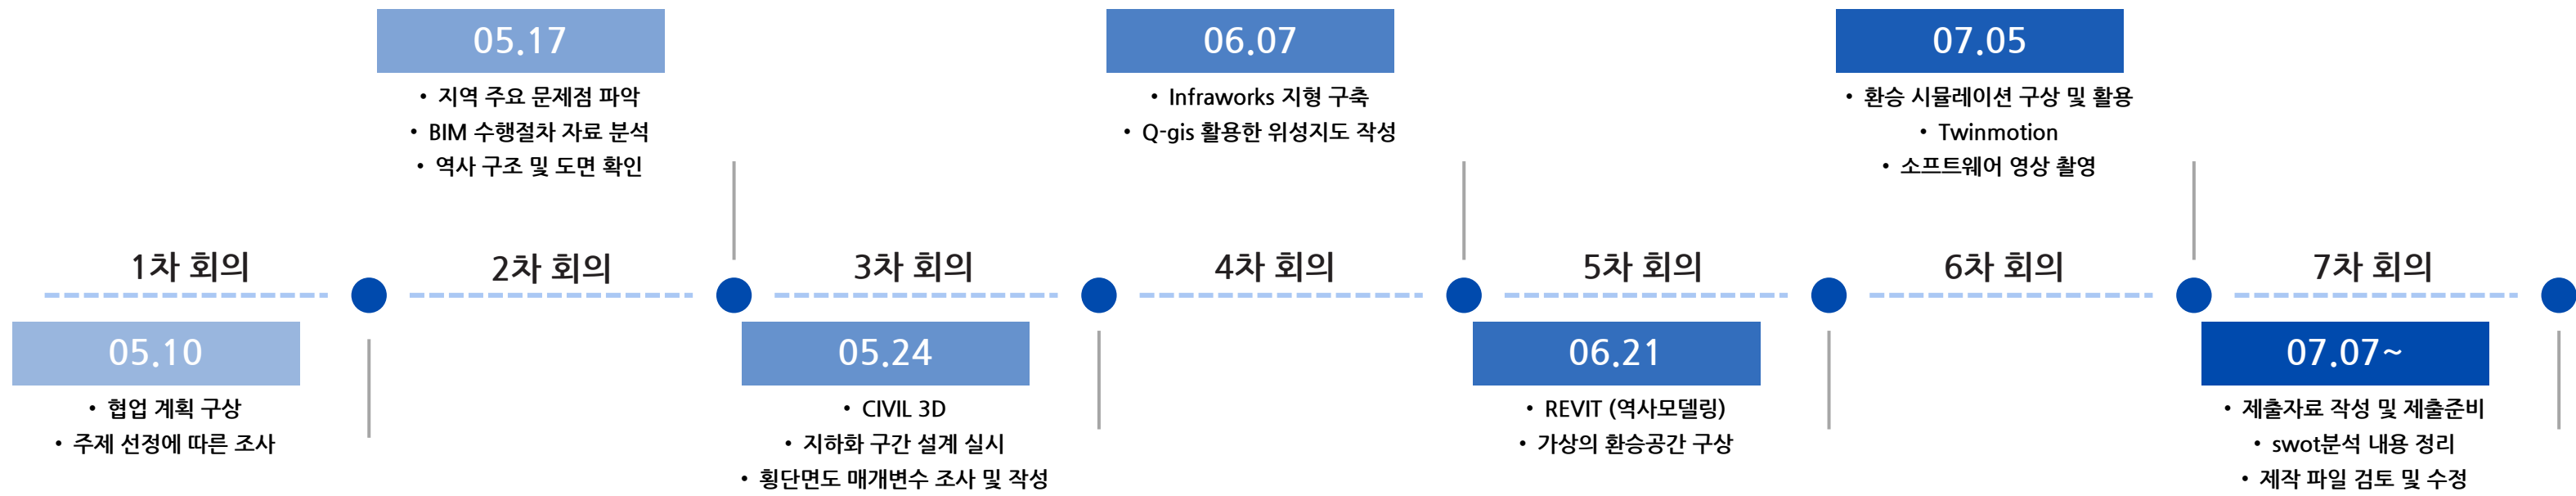 1차 회의
05.10
• 협업 계획 구상
• 주제 선정에 따른 조사
05.17
• 지역 주요 문제점 파악
• BIM 수행절차 자료 분석
• 역사 구조 및 도면 확인
2차 회의
3차 회의
05.24
• CIVIL 3D
• 지하화 구간 설계 실시
• 횡단면도 매개변수 조사 및 작성
06.07
• Infraworks 지형 구축
• Q-gis 활용한 위성지도 작성
4차 회의
5차 회의
06.21
• REVIT (역사모델링)
• 가상의 환승공간 구상
07.05
• 환승 시뮬레이션 구상 및 활용
• Twinmotion
• 소프트웨어 영상 촬영
6차 회의
7차 회의
07.07~
• 제출자료 작성 및 제출준비
• swot분석 내용 정리
• 제작 파일 검토 및 수정